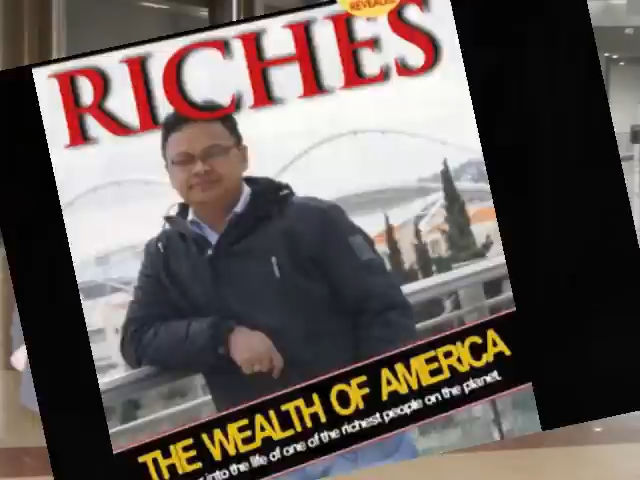 REVEALED
RICHES
THE WEALTH OF AMERICA
into the life of one of the richest people on the planet.